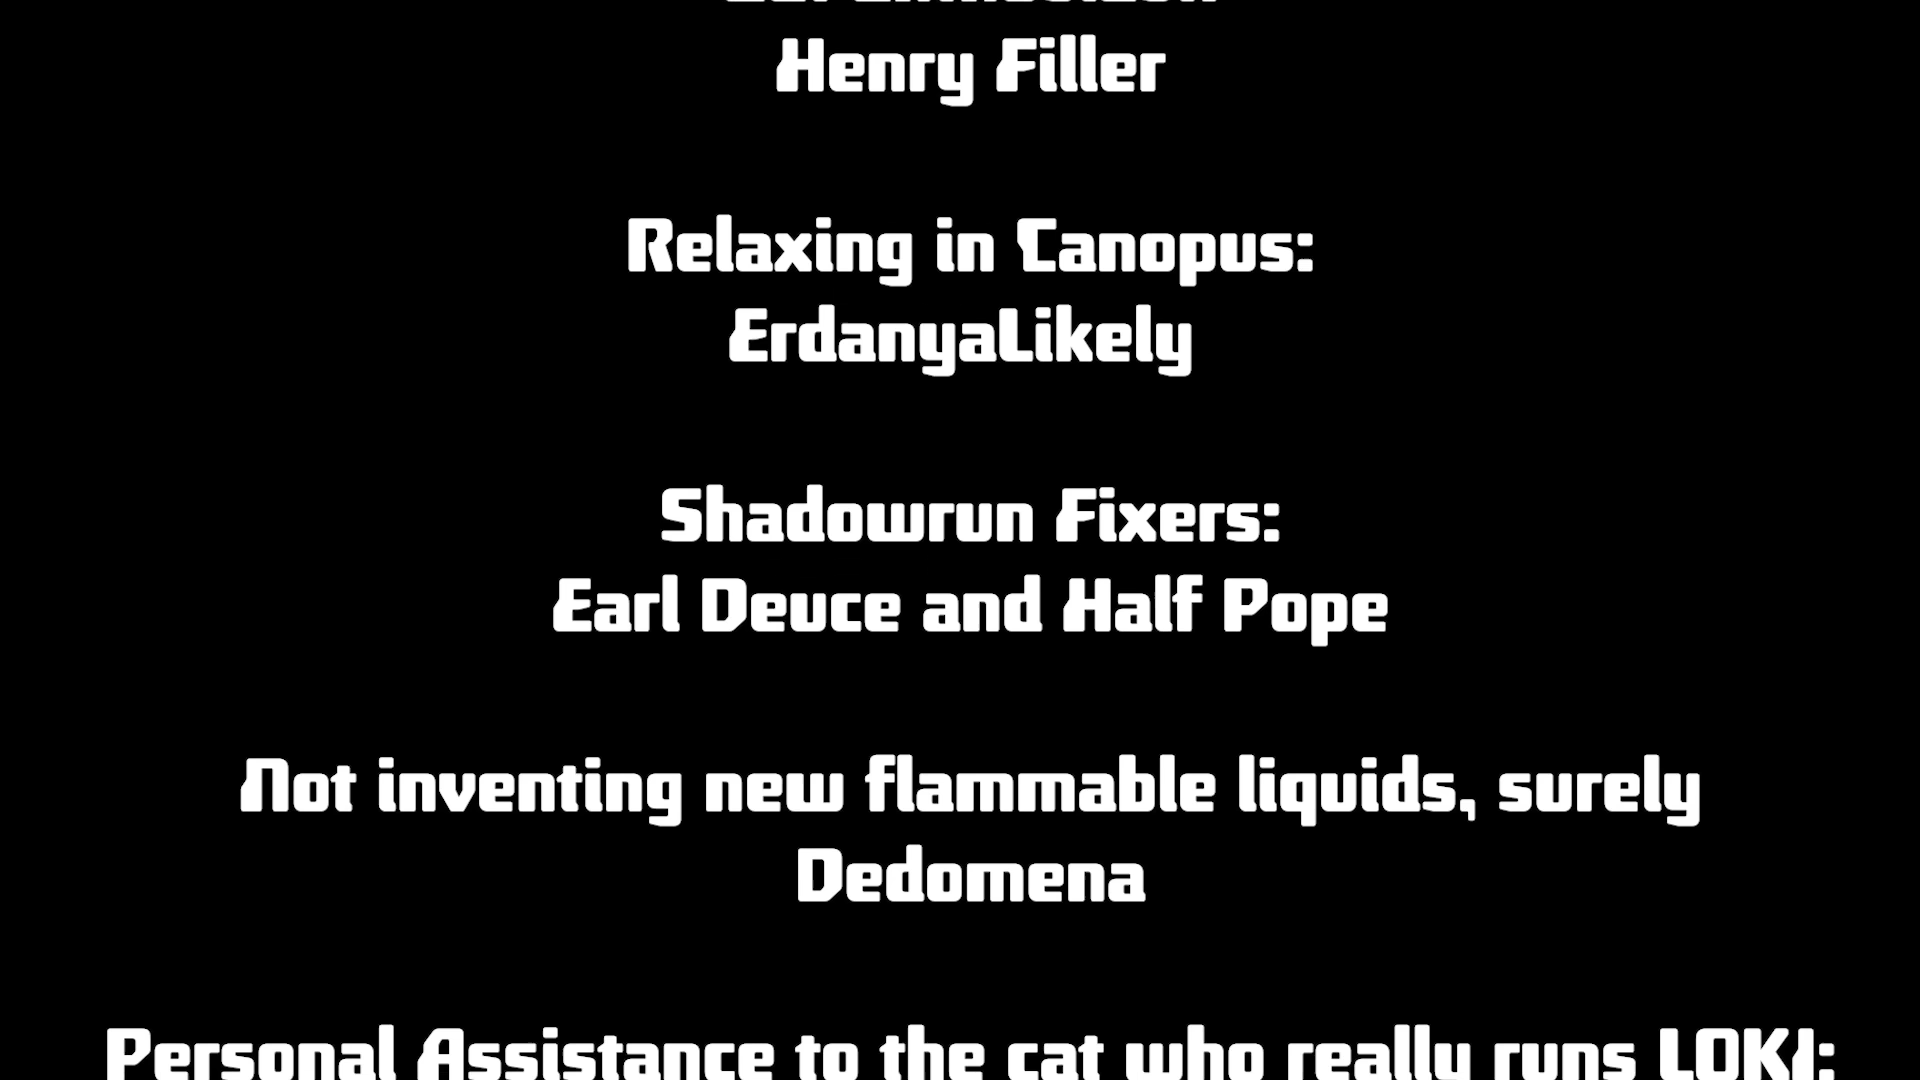 Henry Filler
Relaxing in Canopus:
ErdanyaLikely
Shadowrun Fixers:
Earl Deuce and Half Pope
Not inventing new flammable liquids, surely
Dedomena
Personal Assistance to the cat who really runs LOKI: